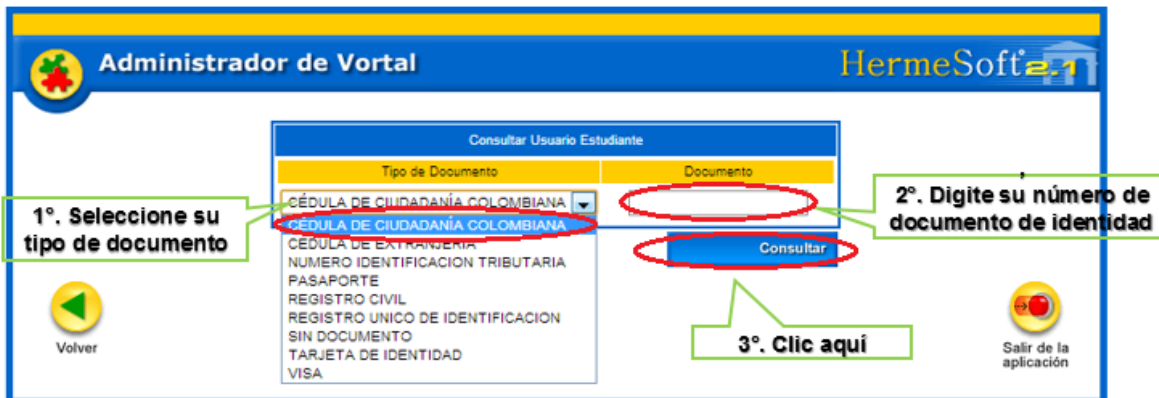 Administrador de Vortal
HermeSoft 2.1
Consultar Usuario Estudiante
Tipo de Documento
Documento
CÉDULA DE CIUDADANÍA COLOMBIANA
CÉDULA DE CIUDADANÍA COLOMBIANA
CEDULA DE EXTRANJERIA
NUMERO IDENTIFICACION TRIBUTARIA
PASAPORTE
REGISTRO CIVIL
REGISTRO UNICO DE IDENTIFICACION
SIN DOCUMENTO
TARJETA DE IDENTIDAD
VISA
Consultar
1°. Seleccione su
tipo de documento
,
2°. Digite su número de
documento de identidad
3°. Clic aquí
Volver
Salir de la
aplicación